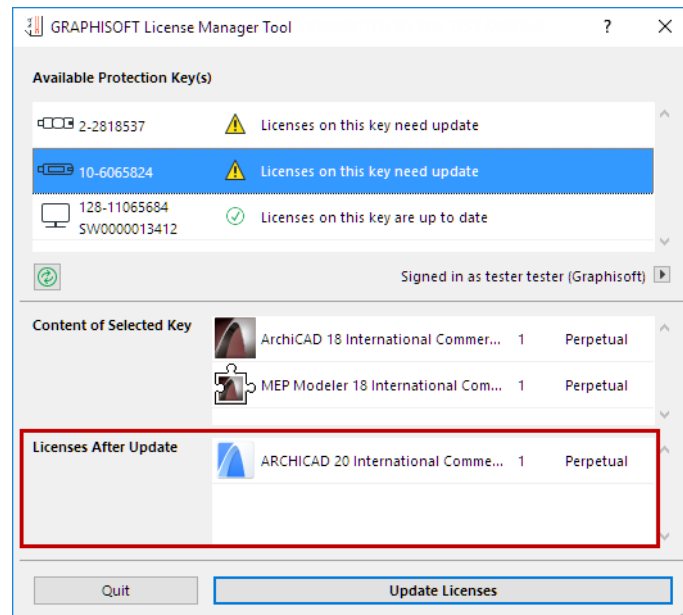 GRAPHISOFT License Manager Tool ?
Available Protection Key(s)
2-2818537 Licenses on this key need update
10-6065824 Licenses on this key need update
128-11065684
SW0000013412 Licenses on this key are up to date
Signed in as tester tester (Graphisoft)
Content of Selected Key
ArchiCAD 18 International Commer... 1 Perpetual
MEP Modeler 18 International Com... 1 Perpetual
Licenses After Update
ARCHICAD 20 International Comme... 1 Perpetual
Quit Update Licenses